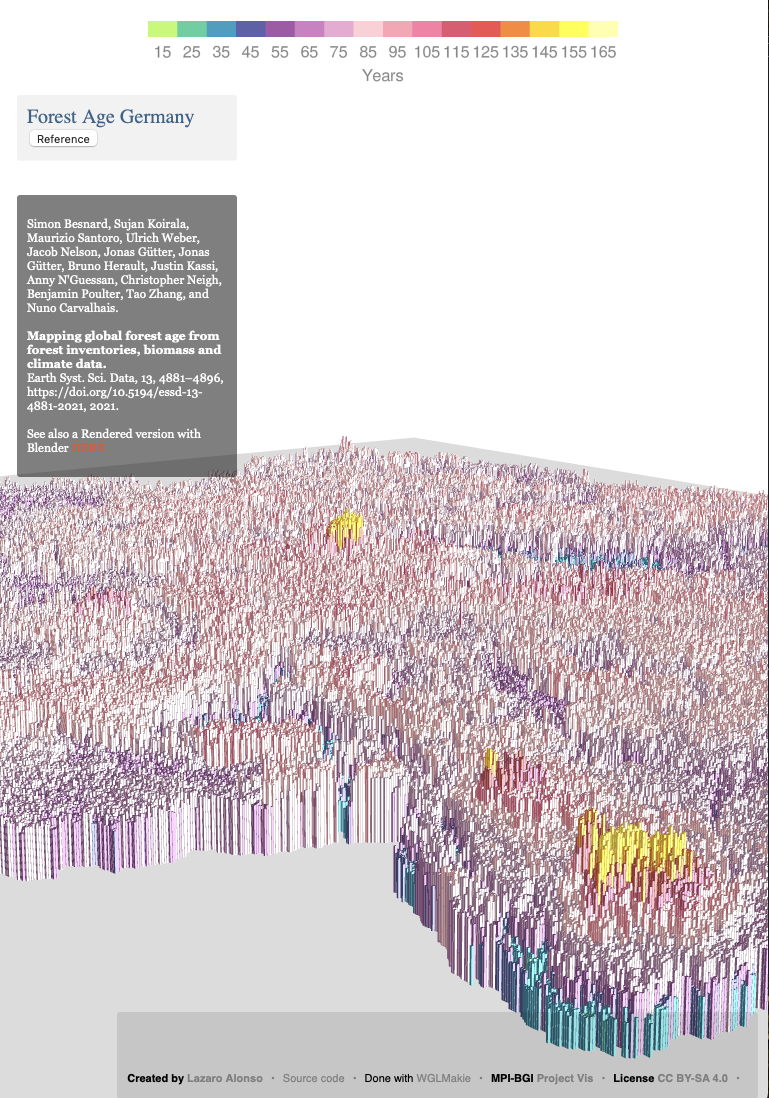 15 25 35 45 55 65 75 85 95 105 115 125 135 145 155 165
Years
Forest Age Germany
Reference
Simon Besnard, Sujan Koirala,
Maurizio Santoro, Ulrich Weber,
Jacob Nelson, Jonas Gütter, Jonas
Gütter, Bruno Herault, Justin Kassi,
Anny N'Guessan, Christopher Neigh,
Benjamin Poulter, Tao Zhang, and
Nuno Carvalhais.
Mapping global forest age from
forest inventories, biomass and
climate data.
Earth Syst. Sci. Data, 13, 4881–4896,
https://doi.org/10.5194/essd-13-
4881-2021, 2021.
See also a Rendered version with
Blender
Created by Lazaro Alonso · Source code · Done with WGLMakie · MPI-BGI Project Vis · License CC BY-SA 4.0 ·